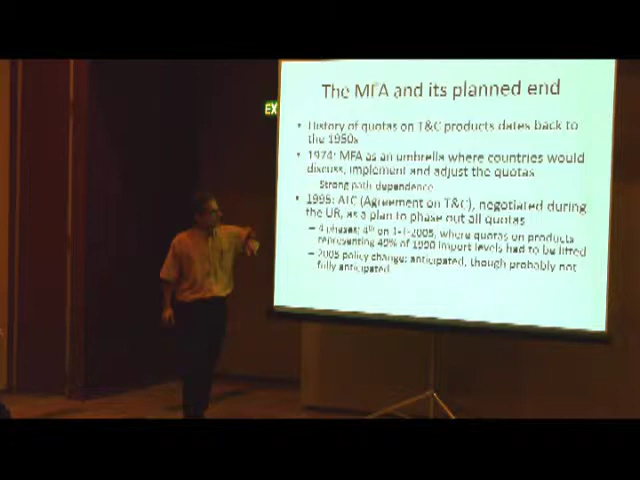 The MFA and its planned end
EX
• History of quotas on T&C products dates back to
the 1950s
• 1974: MFA as an umbrella where countries would
discuss, implement and adjust the quotas
Strong path dependence
• 1995: ATC (Agreement on T&C), negotiated during
the UR, as a plan to phase out all quotas
– 4 phases; 4th on 1-1-2005, where quotas on products
representing 49% of 1990 import levels had to be lifted
– 2005 policy change: anticipated, though probably not
fully anticipated